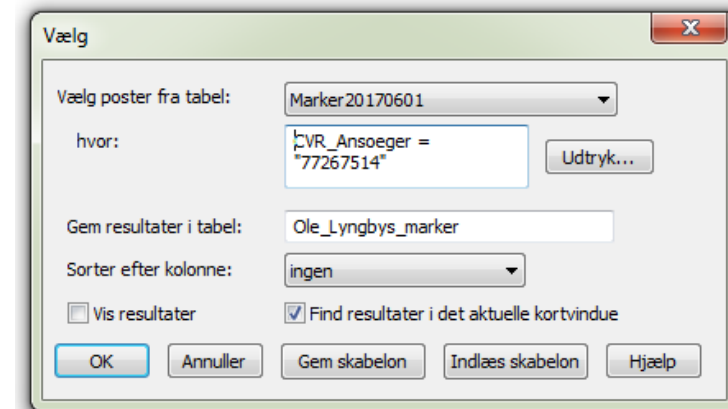 Vælg
Vælg poster fra tabel: Marker20170601
hvor: CVR_Ansoeger =
"77267514"
Udtryk...
Gem resultater i tabel: Ole_Lyngbys_marker
Sorter efter kolonne: ingen
Vis resultater Find resultater i det aktuelle kortvindue
OK Annuller Gem skabelon Indlæs skabelon Hjælp